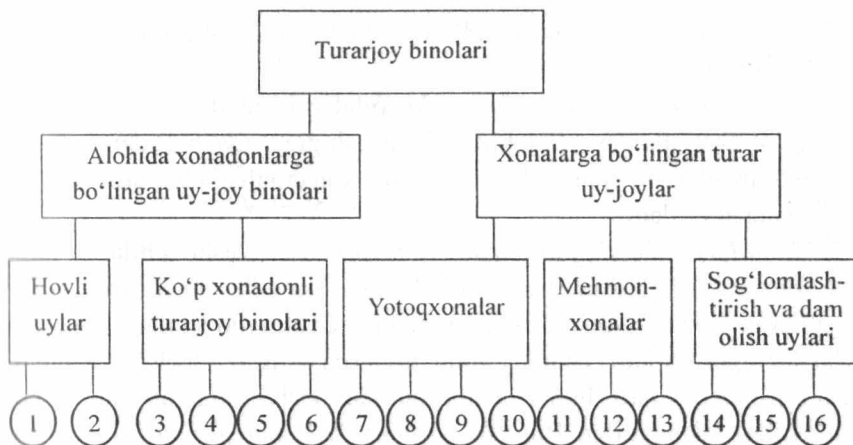 Turarjoy binolari
Alohida xonadonlarga
bo‘lingan uy-joy binolari
Xonalarga bo‘lingan turar
uy-joylar
Hovli
uylar
Ko‘p xonadonli
turarjoy binolari
Yotoqxonalar
Mehmon-
xonalar
Sog‘lomlash-
tirish va dam
olish uylari
1 2 3 4 5 6 7 8 9 10 11 12 13 14 15 16